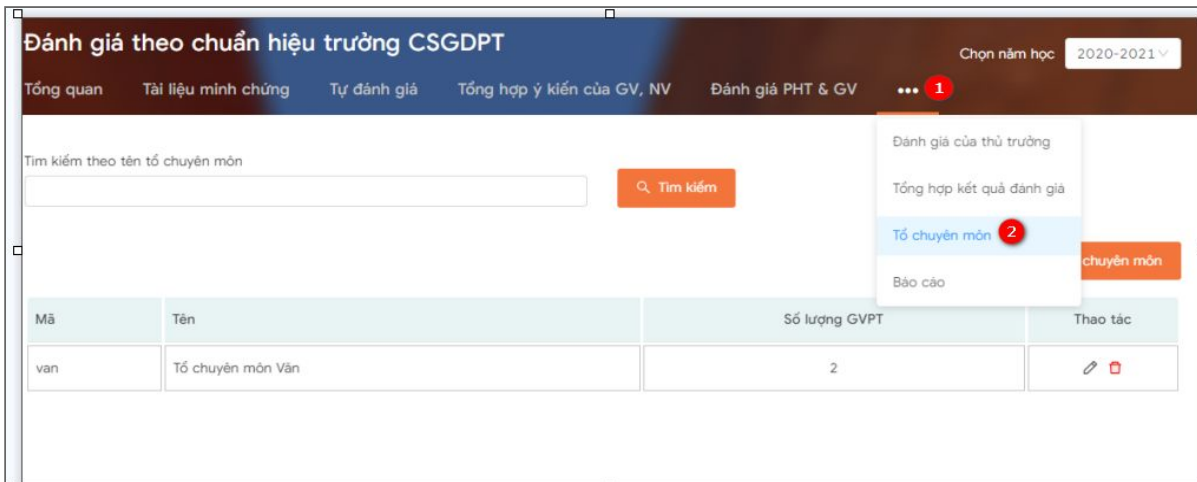 Đánh giá theo chuẩn hiệu trưởng CSGDPT
Chọn năm học 2020-2021
Tổng quan Tài liệu minh chứng Tự đánh giá Tổng hợp ý kiến của GV, NV Đánh giá PHT & GV ••• 1
Đánh giá của thủ trưởng
Tìm kiếm theo tên tổ chuyên môn
Tìm kiếm
Tổng hợp kết quả đánh giá
Tổ chuyên môn 2
chuyên môn
Báo cáo
Mã Tên Số lượng GVPT Thao tác
van Tổ chuyên môn Văn 2